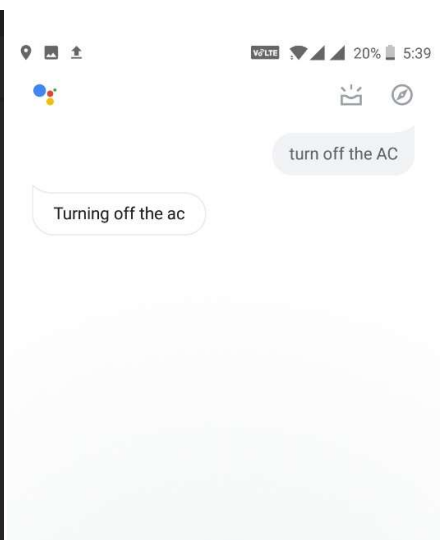 VoLTE 20% 5:39
turn off the AC
Turning off the ac